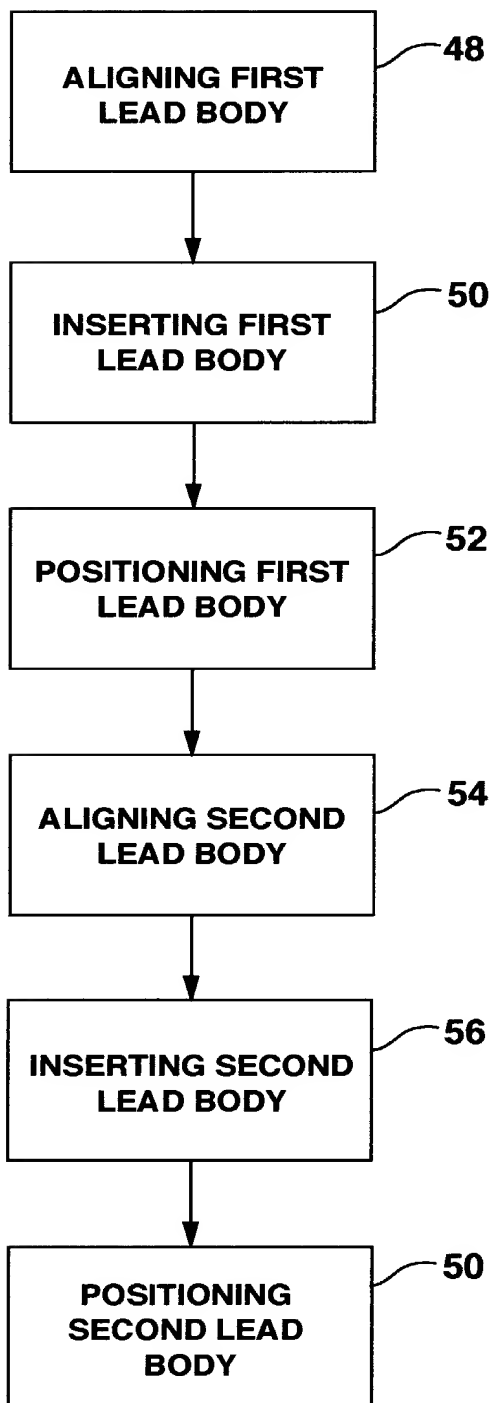 ALIGNING FIRST
LEAD BODY
48
INSERTING FIRST
LEAD BODY
50
POSITIONING FIRST
LEAD BODY
52
ALIGNING SECOND
LEAD BODY
54
INSERTING SECOND
LEAD BODY
56
POSITIONING
SECOND LEAD
BODY
50